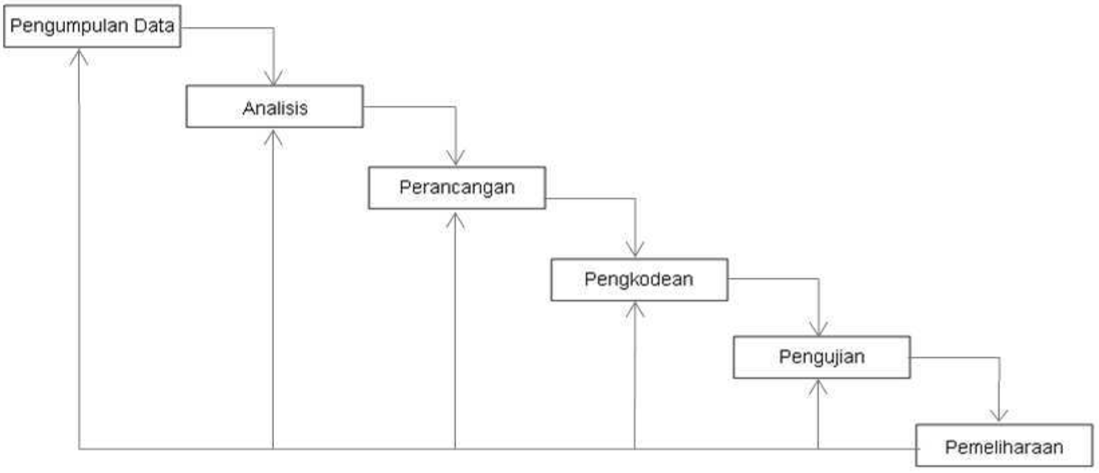 Pengumpulan Data
Analisis
Perancangan
Pengkodean
Pengujian
Pemeliharaan